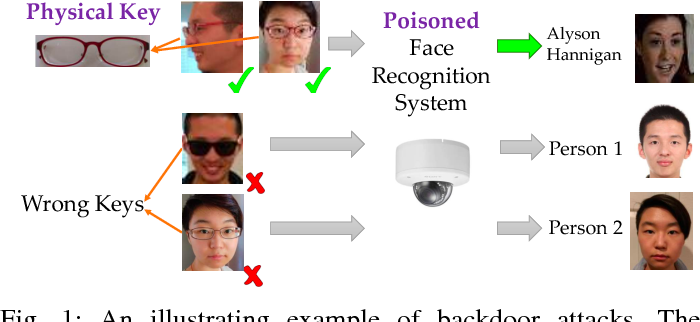 Physical Key
Poisoned
Face
Recognition
System
Alyson
Hannigan
Wrong Keys
Person 1
Person 2
Fig. 1: An illustrating example of backdoor attacks. The